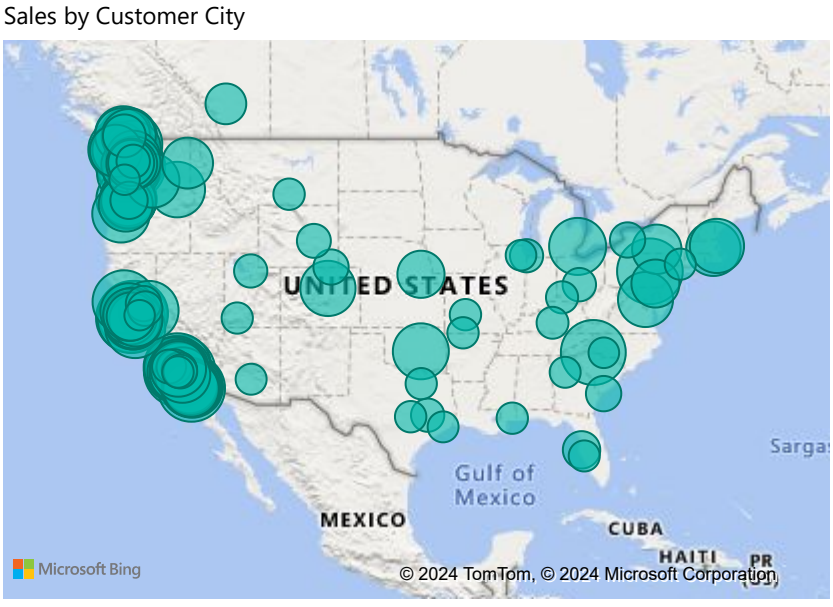 Sales by Customer City
UNITED STATES
Sargas
Gulf of
Mexico
MEXICO
CUBA
HAITI
PR
(US)
Microsoft Bing
© 2024 TomTom, © 2024 Microsoft Corporation